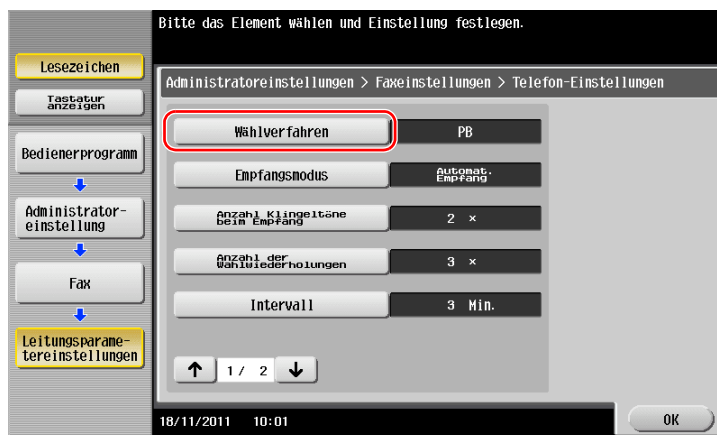 Bitte das Element wählen und Einstellung festlegen.
Lesezeichen
Tastatur
anzeigen
Bedienerprogramm
Administrator-
einstellung
Fax
Leitungsparame-
tereinstellungen
Administratoreinstellungen > Faxeinstellungen > Telefon-Einstellungen
Wählverfahren PB
Empfangsmodus Automat.
Empfang
Anzahl Klingeltöne
beim Empfang 2 ×
Anzahl der
Wahlwiederholungen 3 ×
Intervall 3 Min.
↑ 1/ 2 ↓
18/11/2011 10:01
OK